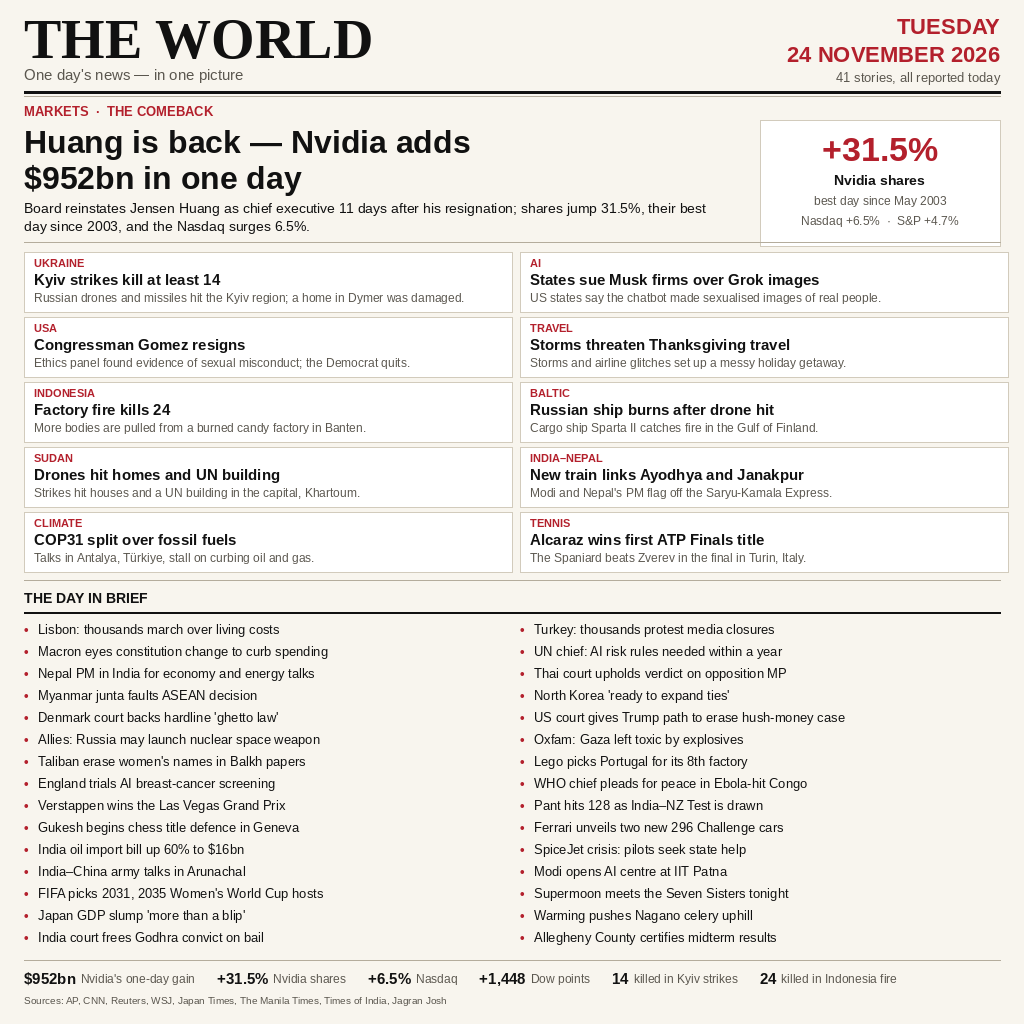 THE WORLD
One day's news — in one picture
TUESDAY
24 NOVEMBER 2026
41 stories, all reported today
MARKETS · THE COMEBACK
Huang is back — Nvidia adds
$952bn in one day
Board reinstates Jensen Huang as chief executive 11 days after his resignation; shares jump 31.5%, their best
day since 2003, and the Nasdaq surges 6.5%.
+31.5%
Nvidia shares
best day since May 2003
Nasdaq +6.5% · S&P +4.7%
UKRAINE
Kyiv strikes kill at least 14
Russian drones and missiles hit the Kyiv region; a home in Dymer was damaged.
AI
States sue Musk firms over Grok images
US states say the chatbot made sexualised images of real people.
USA
Congressman Gomez resigns
Ethics panel found evidence of sexual misconduct; the Democrat quits.
TRAVEL
Storms threaten Thanksgiving travel
Storms and airline glitches set up a messy holiday getaway.
INDONESIA
Factory fire kills 24
More bodies are pulled from a burned candy factory in Banten.
BALTIC
Russian ship burns after drone hit
Cargo ship Sparta II catches fire in the Gulf of Finland.
SUDAN
Drones hit homes and UN building
Strikes hit houses and a UN building in the capital, Khartoum.
INDIA–NEPAL
New train links Ayodhya and Janakpur
Modi and Nepal's PM flag off the Saryu-Kamala Express.
CLIMATE
COP31 split over fossil fuels
Talks in Antalya, Türkiye, stall on curbing oil and gas.
TENNIS
Alcaraz wins first ATP Finals title
The Spaniard beats Zverev in the final in Turin, Italy.
THE DAY IN BRIEF
• Lisbon: thousands march over living costs
• Macron eyes constitution change to curb spending
• Nepal PM in India for economy and energy talks
• Myanmar junta faults ASEAN decision
• Denmark court backs hardline 'ghetto law'
• Allies: Russia may launch nuclear space weapon
• Taliban erase women's names in Balkh papers
• England trials AI breast-cancer screening
• Verstappen wins the Las Vegas Grand Prix
• Gukesh begins chess title defence in Geneva
• India oil import bill up 60% to $16bn
• India–China army talks in Arunachal
• FIFA picks 2031, 2035 Women's World Cup hosts
• Japan GDP slump 'more than a blip'
• India court frees Godhra convict on bail
• Turkey: thousands protest media closures
• UN chief: AI risk rules needed within a year
• Thai court upholds verdict on opposition MP
• North Korea 'ready to expand ties'
• US court gives Trump path to erase hush-money case
• Oxfam: Gaza left toxic by explosives
• Lego picks Portugal for its 8th factory
• WHO chief pleads for peace in Ebola-hit Congo
• Pant hits 128 as India–NZ Test is drawn
• Ferrari unveils two new 296 Challenge cars
• SpiceJet crisis: pilots seek state help
• Modi opens AI centre at IIT Patna
• Supermoon meets the Seven Sisters tonight
• Warming pushes Nagano celery uphill
• Allegheny County certifies midterm results
$952bn Nvidia's one-day gain +31.5% Nvidia shares +6.5% Nasdaq +1,448 Dow points 14 killed in Kyiv strikes 24 killed in Indonesia fire
Sources: AP, CNN, Reuters, WSJ, Japan Times, The Manila Times, Times of India, Jagran Josh